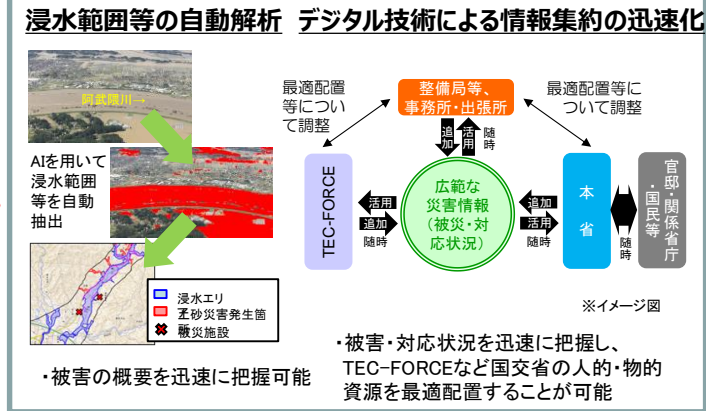 浸水範囲等の自動解析
デジタル技術による情報集約の迅速化
阿武隈川→
AIを用いて
浸水範囲
等を自動
抽出
浸水エリ
土砂災害発生箇
被災施設
・被害の概要を迅速に把握可能
最適配置
等につい
て調整
整備局等、
事務所・出張所
最適配置等に
ついて調整
追加
活用
随時
TEC-FORCE
活用
追加
随時
広範な
災害情報
(被災・対
応状況)
追加
活用
随時
本
省
随時
官邸・関係省庁
・国民等
※イメージ図
・被害・対応状況を迅速に把握し、
TEC-FORCEなど国交省の人的・物的
資源を最適配置することが可能